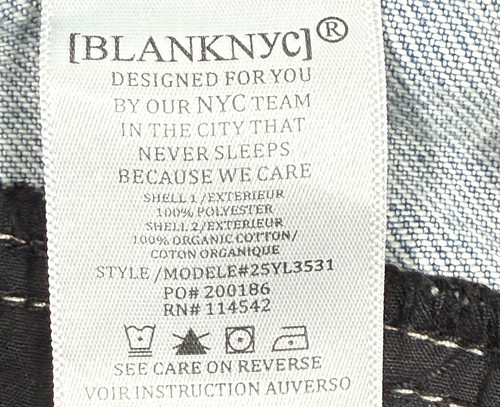 [BLANKNYC]®
DESIGNED FOR YOU
BY OUR NYC TEAM
IN THE CITY THAT
NEVER SLEEPS
BECAUSE WE CARE
SHELL 1 /EXTERIEUR
100% POLYESTER
SHELL 2/EXTERIEUR
100% ORGANIC COTTON/
COTON ORGANIQUE
STYLE /MODELE#25YL3531
PO# 200186
RN# 114542
SEE CARE ON REVERSE
VOIR INSTRUCTION AUVERSO